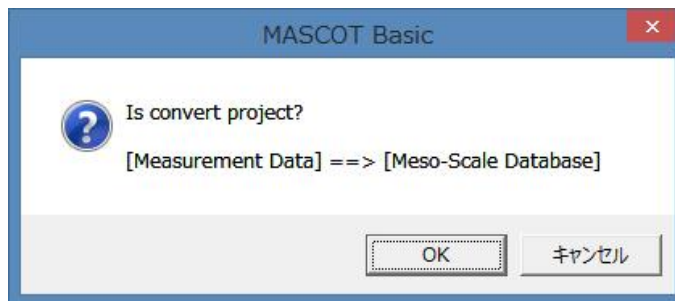 MASCOT Basic
Is convert project?
[Measurement Data] ==> [Meso-Scale Database]
OK
キャンセル